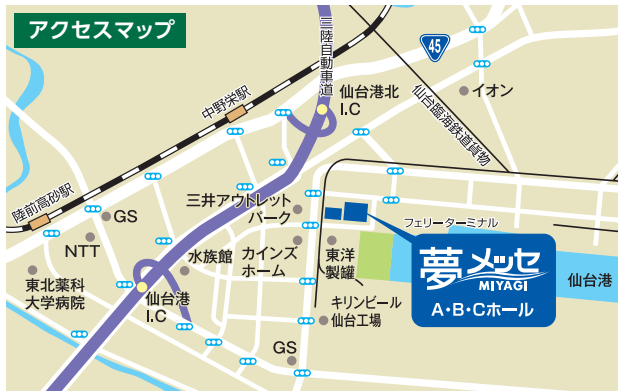 アクセスマップ
三陸自動車道
45
イオン
仙台港北
I.C
中野栄駅
仙台臨海鉄道貨物
陸前高砂駅
GS
三井アウトレット
パーク
フェリーターミナル
NTT
水族館
カインズ
ホーム
東洋
製罐
夢メッセ
MIYAGI
A・B・Cホール
仙台港
東北薬科
大学病院
仙台港
I.C
キリンビール
仙台工場
GS